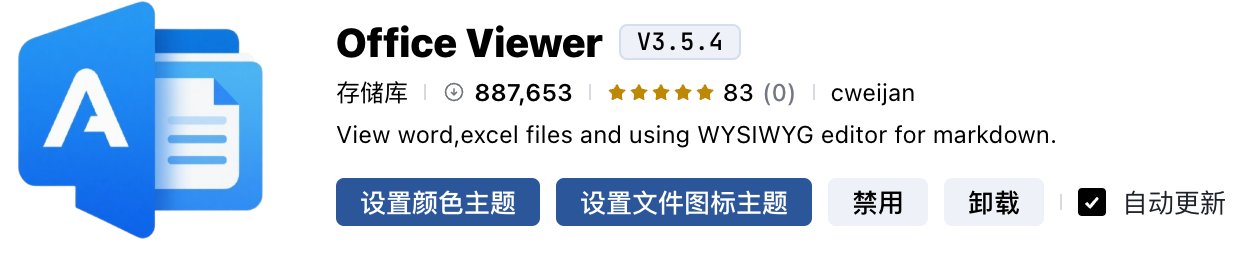 Office Viewer V3.5.4
存储库 887,653 83 (0) cweijan
View word,excel files and using WYSIWYG editor for markdown.
设置颜色主题 设置文件图标主题 禁用 卸载 自动更新